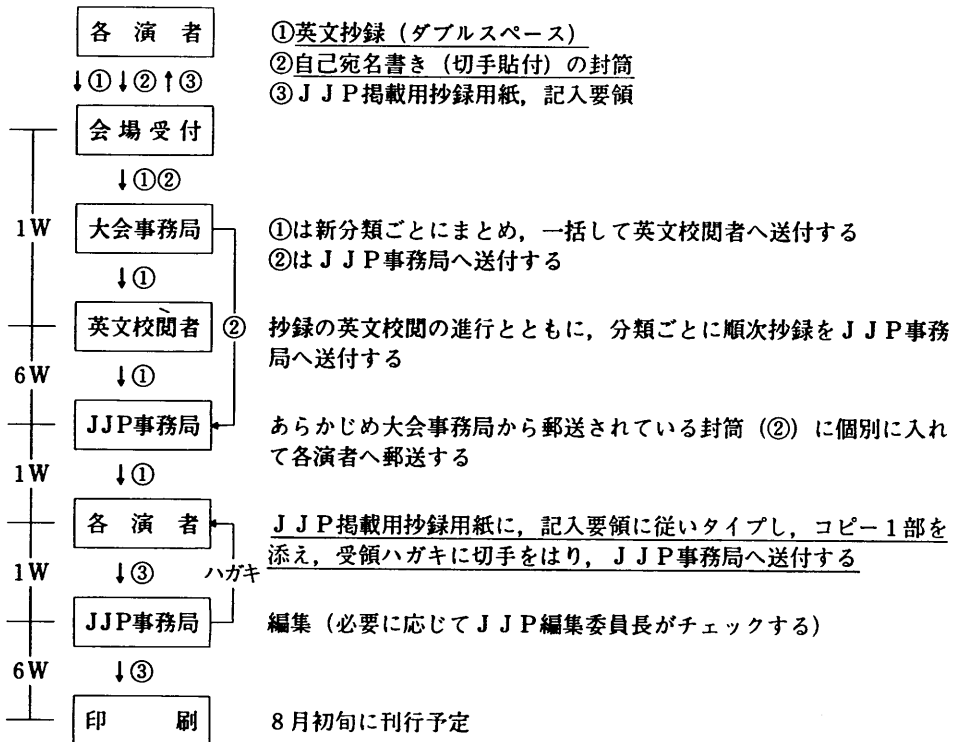 各演者 ①英文抄録（ダブルスペース）
②自己宛名書き（切手貼付）の封筒
↓①↓②↑③ ③ＪＪＰ掲載用抄録用紙，記入要領
会場受付
↓①②
1W 大会事務局 ①は新分類ごとにまとめ，一括して英文校閲者へ送付する
②はＪＪＰ事務局へ送付する
↓①
英文校閲者 ② 抄録の英文校閲の進行とともに，分類ごとに順次抄録をＪＪＰ事務
局へ送付する
6W ↓①
JJP事務局 あらかじめ大会事務局から郵送されている封筒（②）に個別に入れ
て各演者へ郵送する
1W ↓①
各演者 ＪＪＰ掲載用抄録用紙に，記入要領に従いタイプし，コピー1部を
添え，受領ハガキに切手をはり，ＪＪＰ事務局へ送付する
1W ↓③ ハガキ
JJP事務局 編集（必要に応じてＪＪＰ編集委員長がチェックする）
6W ↓③
印刷 8月初旬に刊行予定